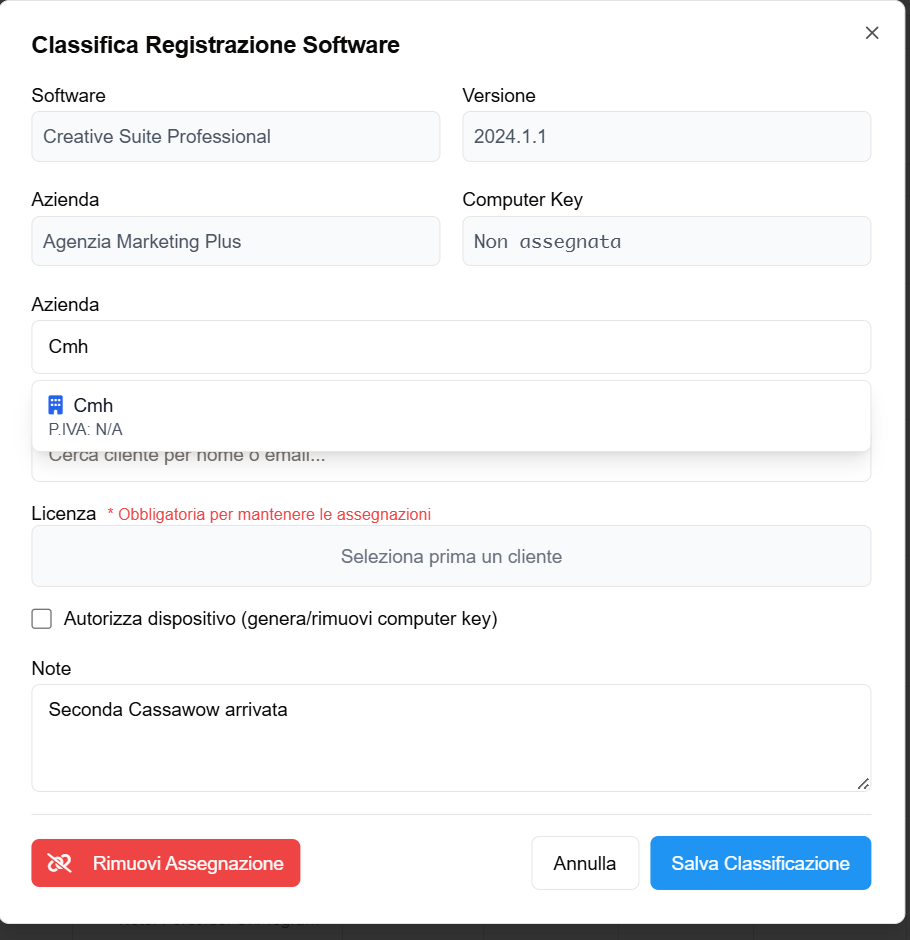 Classifica Registrazione Software
Software
Versione
Creative Suite Professional
2024.1.1
Azienda
Computer Key
Agenzia Marketing Plus
Non assegnata
Azienda
Cmh
Cmh
P.IVA: N/A
Cerca cliente per nome o email...
Licenza * Obbligatoria per mantenere le assegnazioni
Seleziona prima un cliente
Autorizza dispositivo (genera/rimuovi computer key)
Note
Seconda Cassawow arrivata
Rimuovi Assegnazione
Annulla
Salva Classificazione